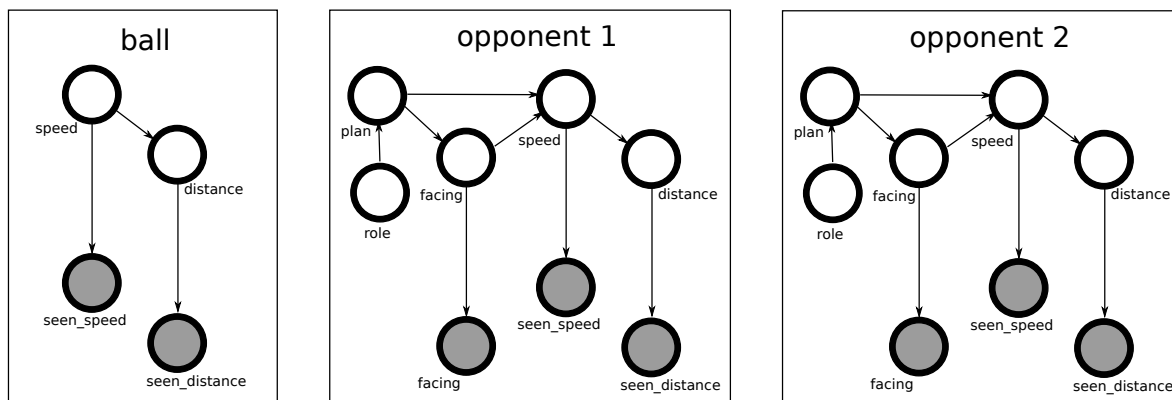 ball
speed
distance
seen_speed
seen_distance
opponent 1
plan
speed
facing
distance
role
seen_speed
facing
seen_distance
opponent 2
plan
speed
facing
distance
role
seen_speed
facing
seen_distance